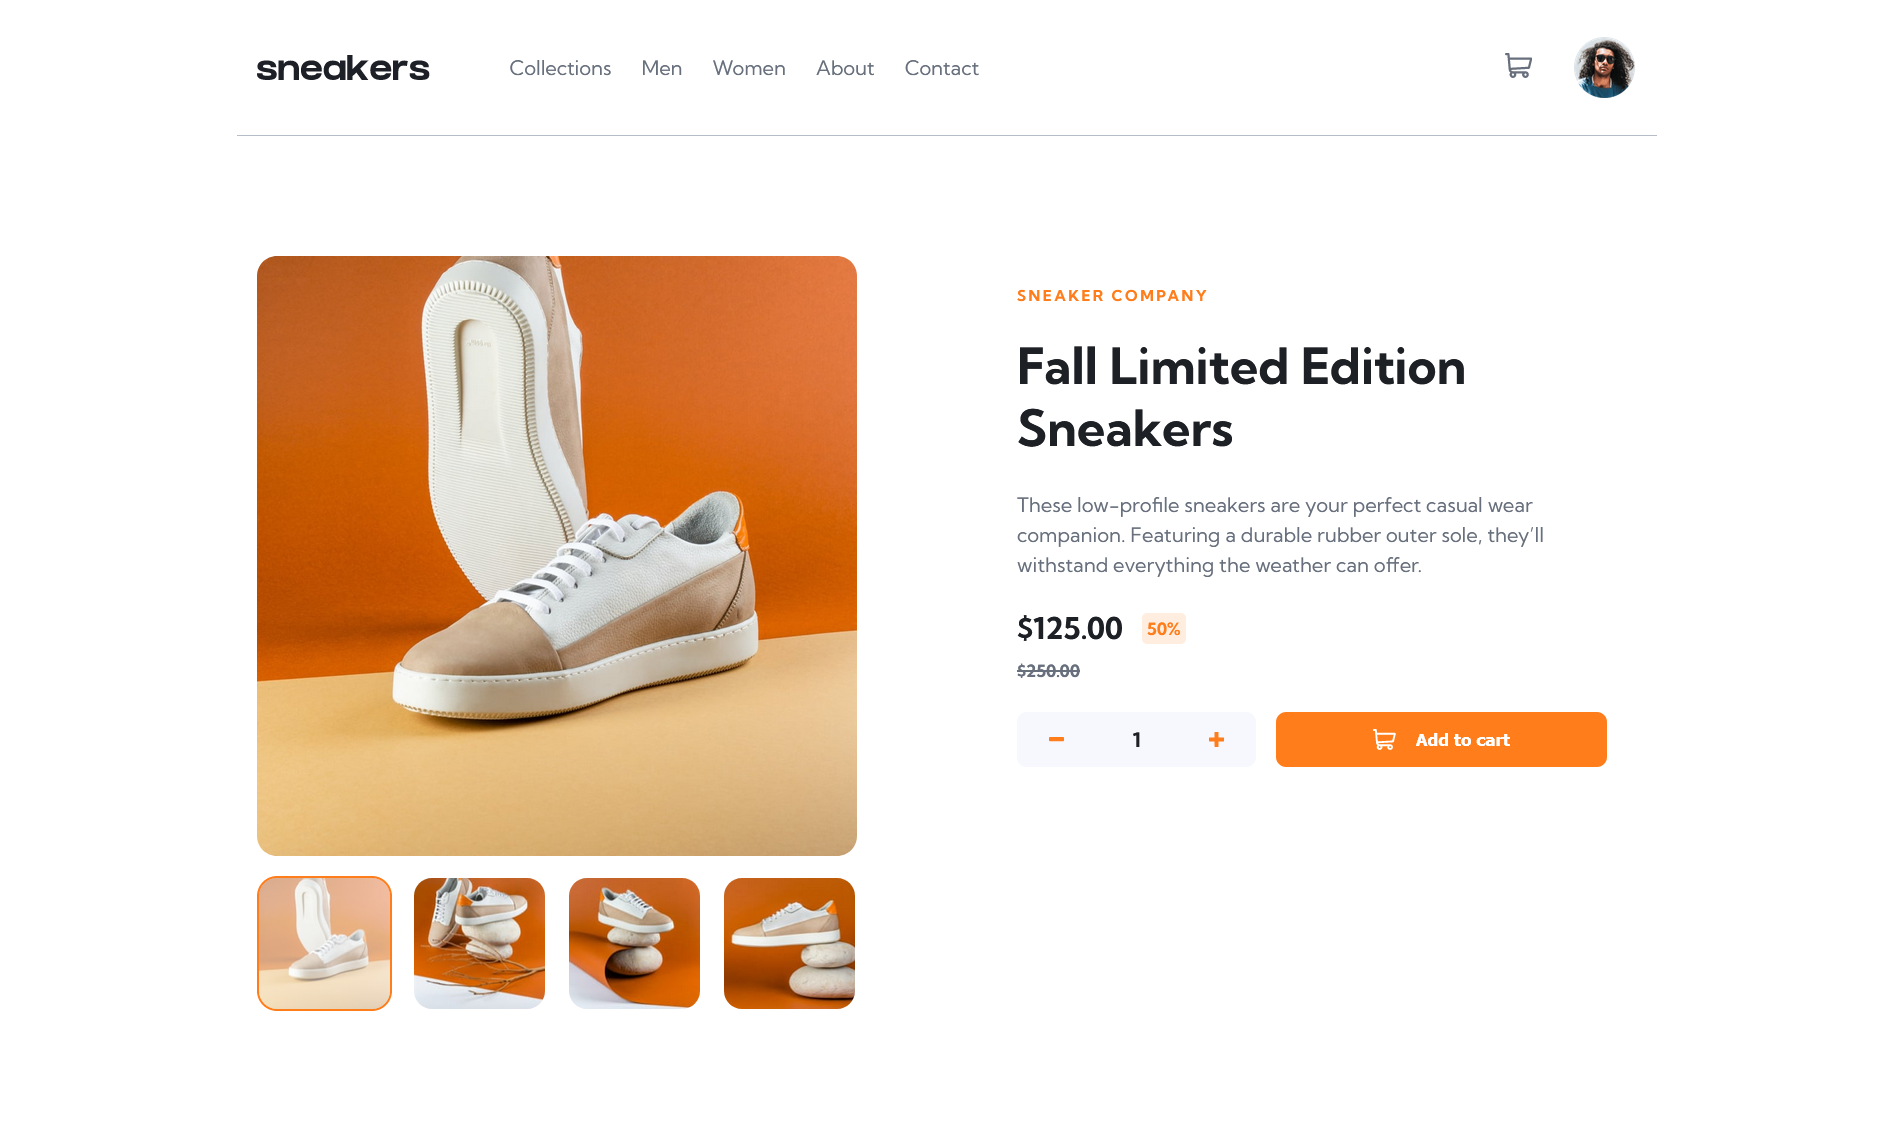 sneakers
Collections Men Women About Contact
SNEAKER COMPANY
Fall Limited Edition
Sneakers
These low-profile sneakers are your perfect casual wear
companion. Featuring a durable rubber outer sole, they’ll
withstand everything the weather can offer.
$125.00 50%
$250.00
1 Add to cart